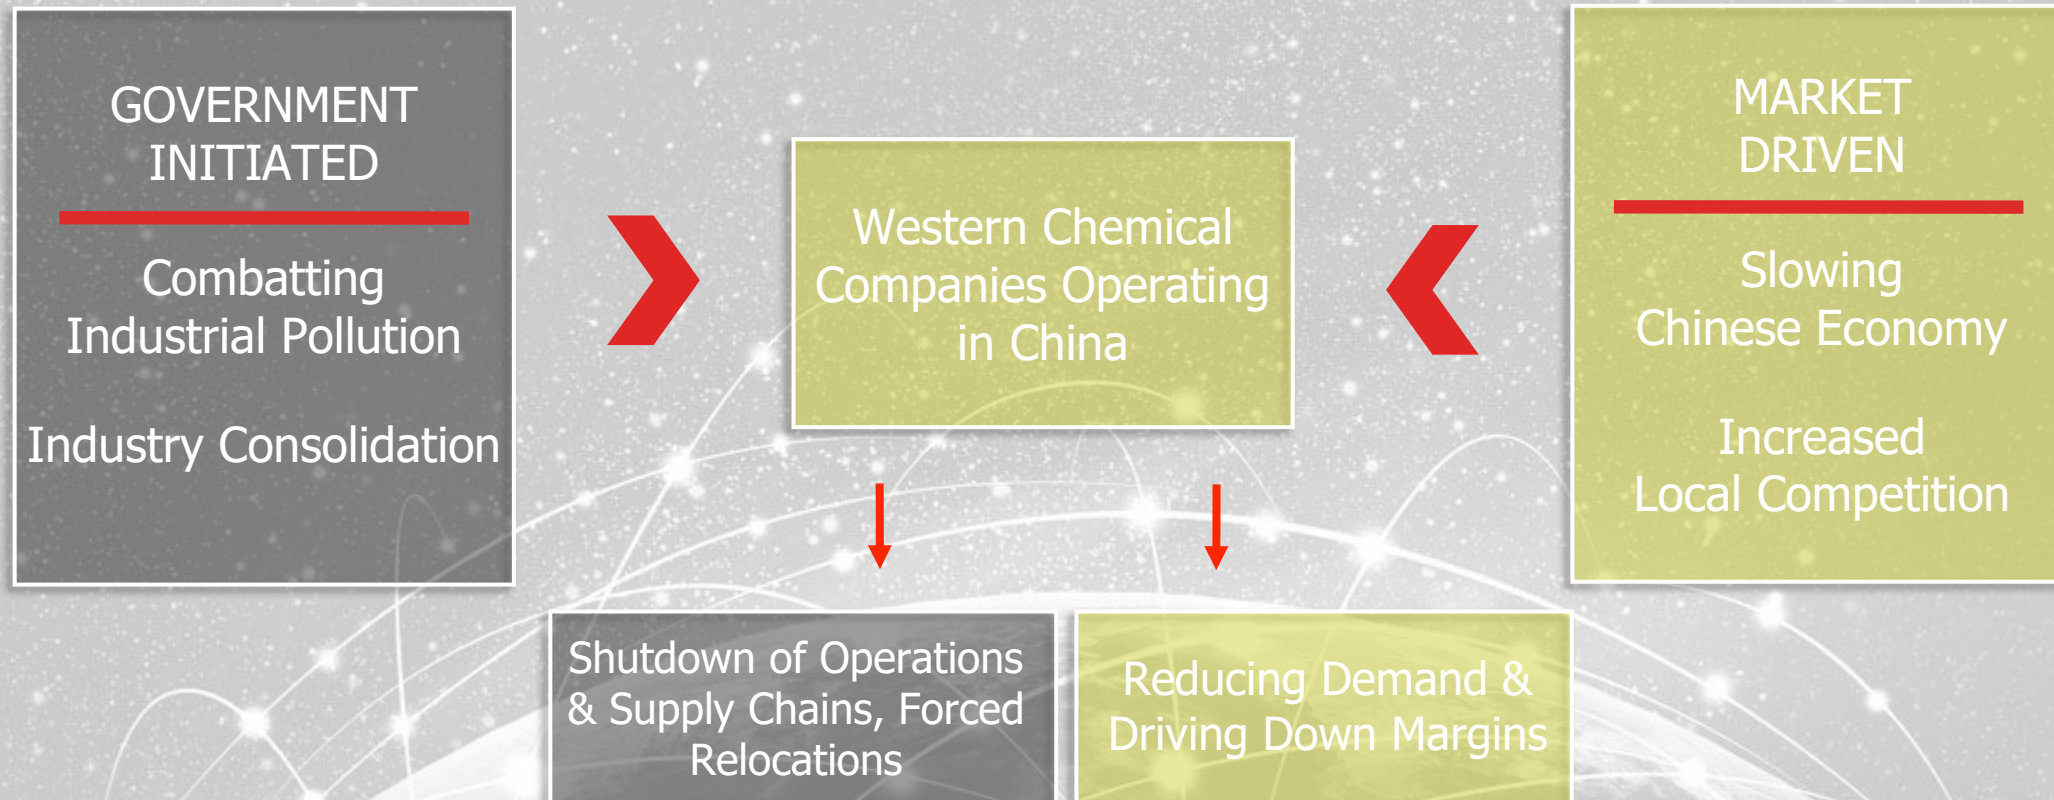 GOVERNMENT
INITIATED
Combatting
Industrial Pollution
Industry Consolidation
Western Chemical
Companies Operating
in China
MARKET
DRIVEN
Slowing
Chinese Economy
Increased
Local Competition
Shutdown of Operations
& Supply Chains, Forced
Relocations
Reducing Demand &
Driving Down Margins